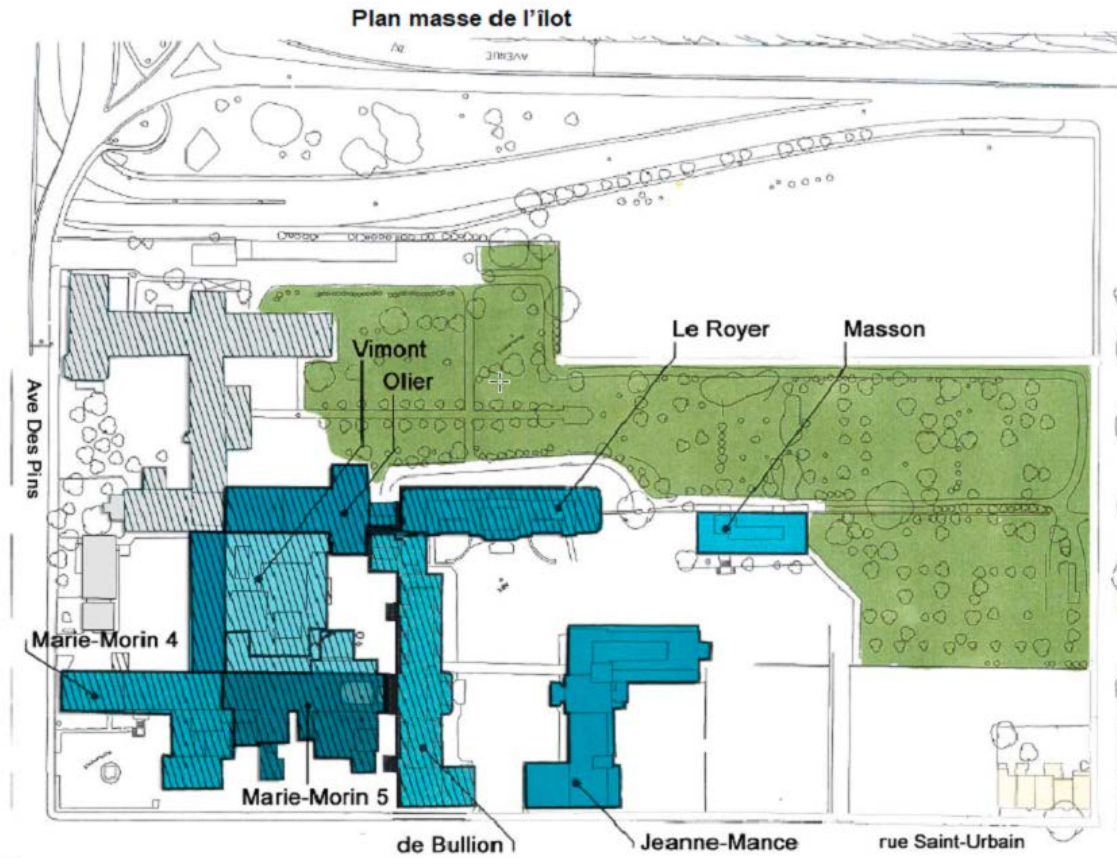 Plan masse de l'îlot
AVENUE
Le Royer
Masson
Vimont
Olier
Ave Des Pins
Marie-Morin 4
Marie-Morin 5
de Bullion
Jeanne-Mance
rue Saint-Urbain